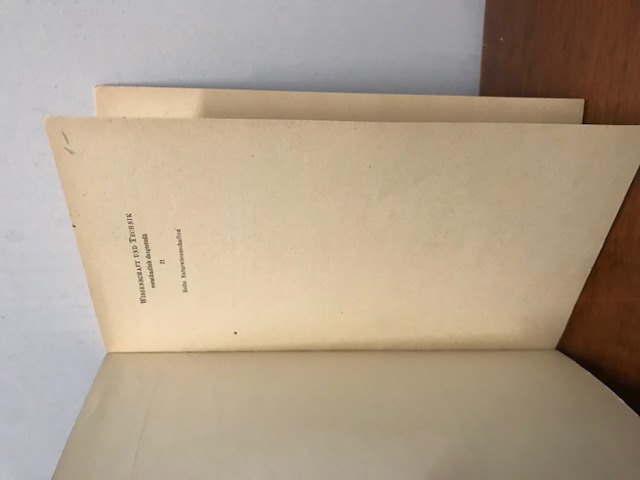 WISSENSCHAFT UND TECHNIK
verständlich dargestellt
21
Reihe Naturwissenschaften